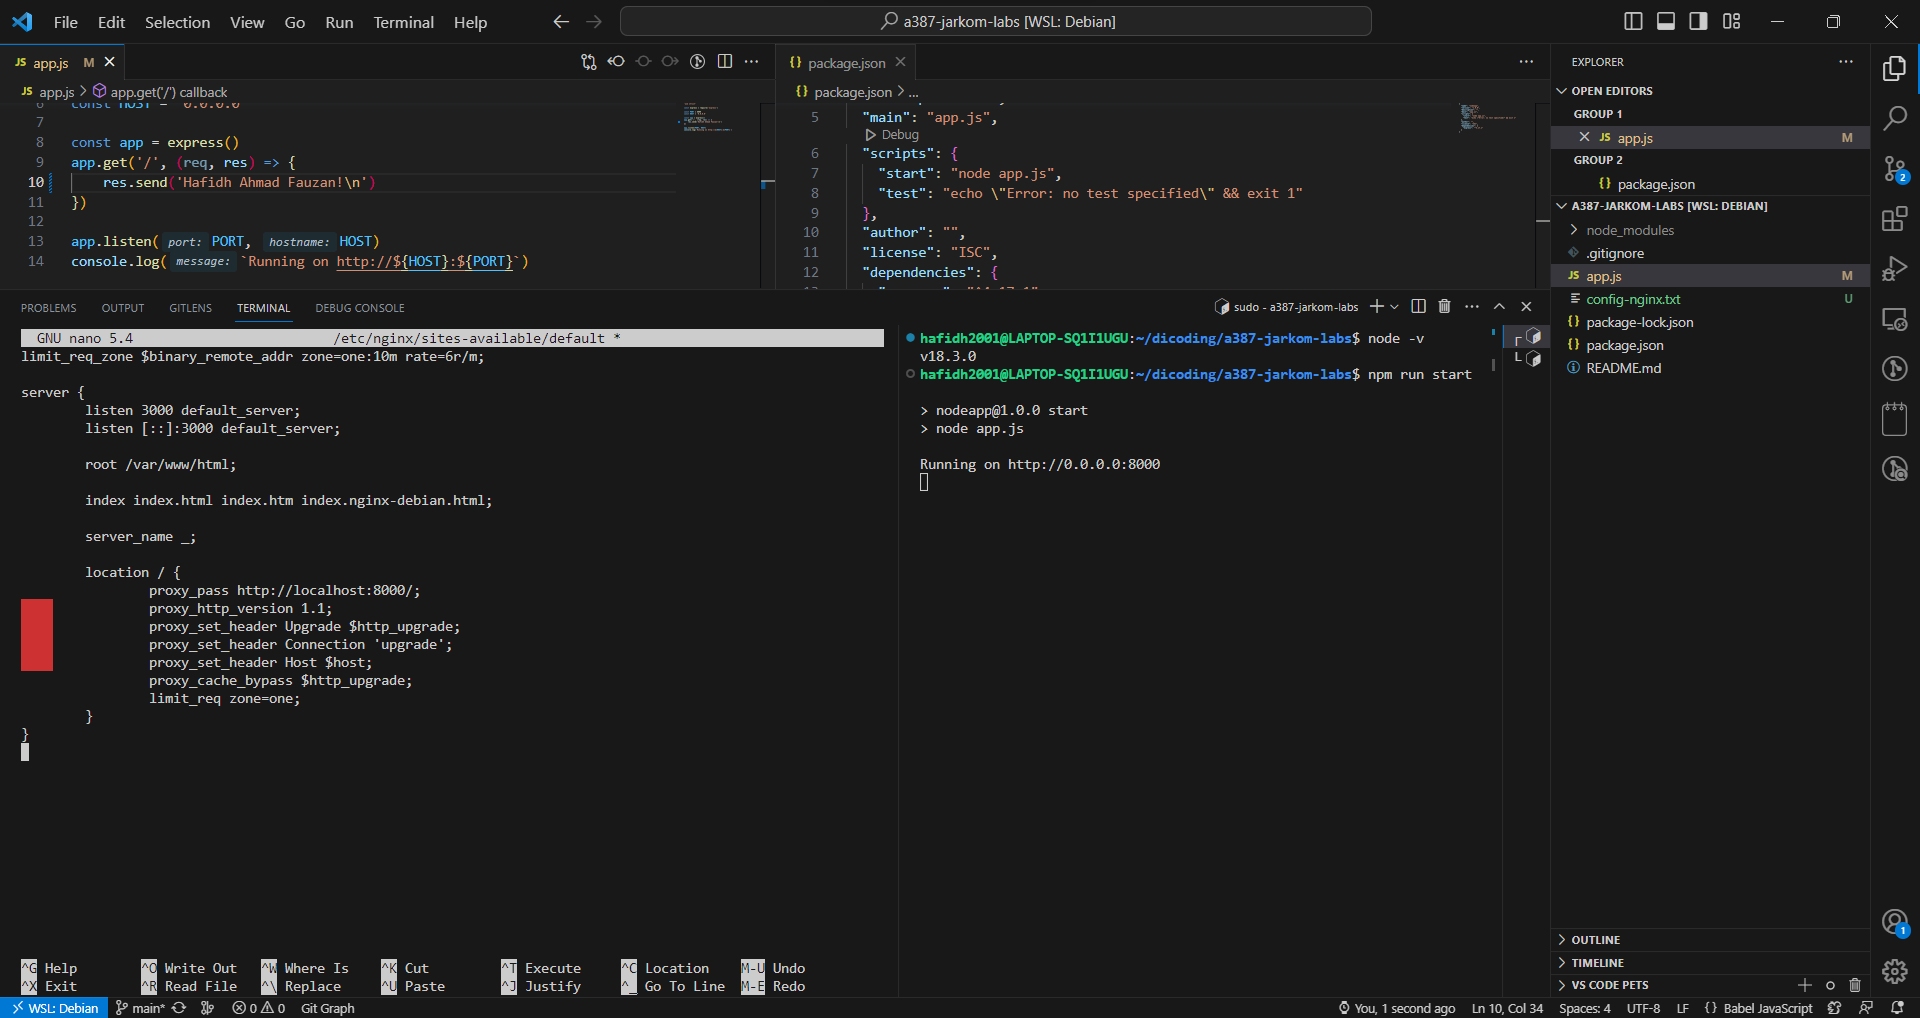 File Edit Selection View Go Run Terminal Help
a387-jarkom-labs [WSL: Debian]
JS app.js M
JS app.js > app.get('/') callback
6 const HOST = '0.0.0.0'
7
8 const app = express()
9 app.get('/', (req, res) => {
10 res.send('Hafidh Ahmad Fauzan!\n')
11 })
12
13 app.listen( port: PORT, hostname: HOST)
14 console.log( message: `Running on http://${HOST}:${PORT}`)
{} package.json
{} package.json > ...
5 "main": "app.js",
Debug
6 "scripts": {
7 "start": "node app.js",
8 "test": "echo \"Error: no test specified\" && exit 1"
9 },
10 "author": "",
11 "license": "ISC",
12 "dependencies": {
EXPLORER
OPEN EDITORS
GROUP 1
JS app.js M
GROUP 2
{} package.json
A387-JARKOM-LABS [WSL: DEBIAN]
node_modules
.gitignore
JS app.js M
config-nginx.txt U
{} package-lock.json
{} package.json
README.md
OUTLINE
TIMELINE
VS CODE PETS
2
1
PROBLEMS OUTPUT GITLENS TERMINAL DEBUG CONSOLE
sudo - a387-jarkom-labs
GNU nano 5.4 /etc/nginx/sites-available/default *
limit_req_zone $binary_remote_addr zone=one:10m rate=6r/m;
server {
listen 3000 default_server;
listen [::]:3000 default_server;
root /var/www/html;
index index.html index.htm index.nginx-debian.html;
server_name _;
location / {
proxy_pass http://localhost:8000/;
proxy_http_version 1.1;
proxy_set_header Upgrade $http_upgrade;
proxy_set_header Connection 'upgrade';
proxy_set_header Host $host;
proxy_cache_bypass $http_upgrade;
limit_req zone=one;
}
}
^G Help ^O Write Out ^W Where Is ^K Cut ^T Execute ^C Location M-U Undo
^X Exit ^R Read File ^\ Replace ^U Paste ^J Justify ^_ Go To Line M-E Redo
hafidh2001@LAPTOP-SQ1I1UGU:~/dicoding/a387-jarkom-labs$ node -v
v18.3.0
hafidh2001@LAPTOP-SQ1I1UGU:~/dicoding/a387-jarkom-labs$ npm run start
> nodeapp@1.0.0 start
> node app.js
Running on http://0.0.0.0:8000
WSL: Debian main* 0 0 Git Graph You, 1 second ago Ln 10, Col 34 Spaces: 4 UTF-8 LF {} Babel JavaScript